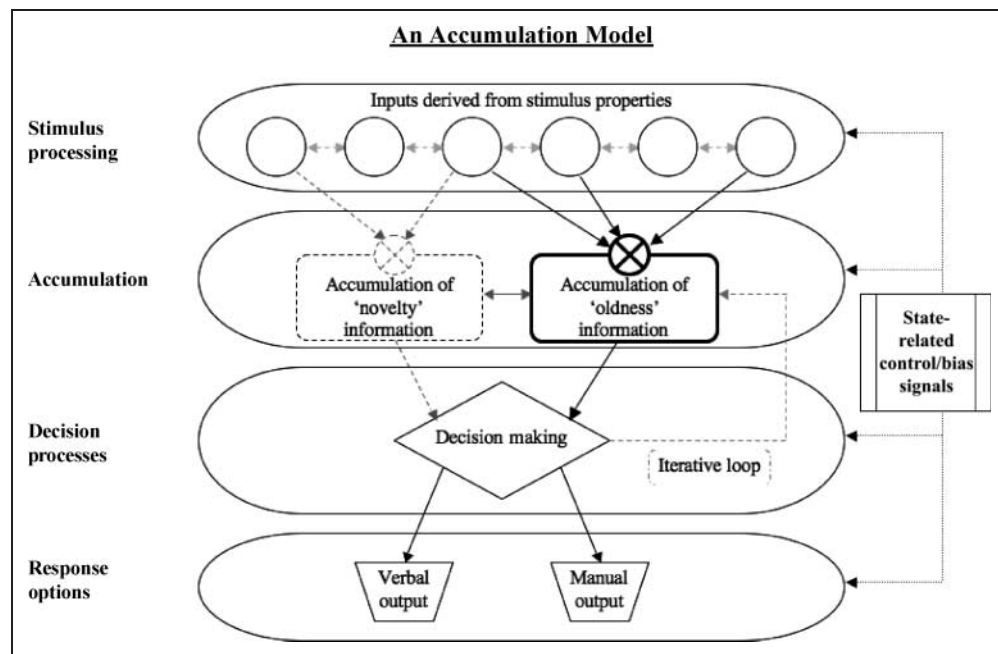 An Accumulation Model
Inputs derived from stimulus properties
Stimulus
processing
Accumulation
Accumulation of
‘novelty’
information
Accumulation of
‘oldness’
information
State-
related
control/bias
signals
Decision
processes
Decision making
Iterative loop
Response
options
Verbal
output
Manual
output